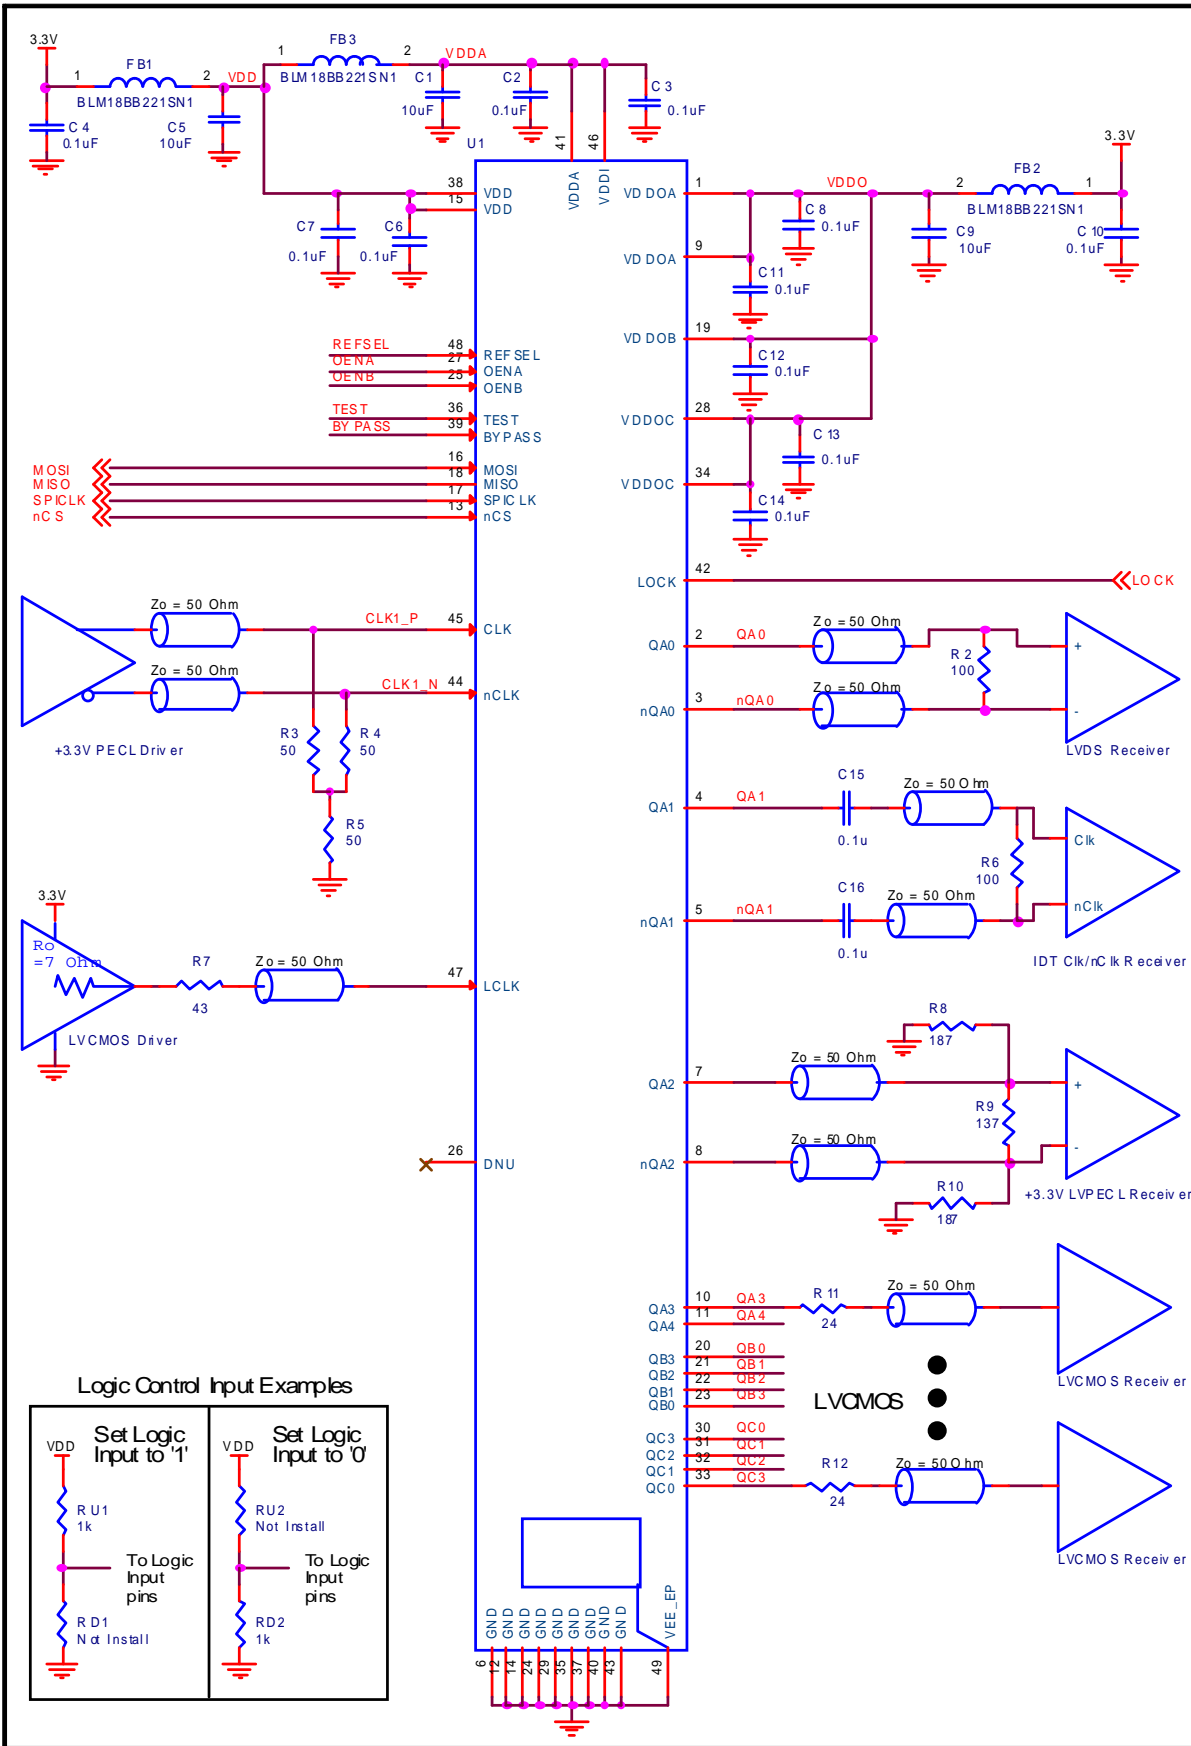 3.3V
FB1
1
2
BLM18BB221SN1
VDD
FB3
1
2
BLM18BB221SN1
VDDA
C4
0.1uF
C5
10uF
C1
10uF
C2
0.1uF
C3
0.1uF
U1
41
46
VDDA
VDDI
38
VDD
15
VDD
C7
0.1uF
C6
0.1uF
1
VDDOA
VDDO
2
FB2
1
BLM18BB221SN1
3.3V
C8
0.1uF
C9
10uF
C10
0.1uF
9
VDDOA
C11
0.1uF
19
VDDOB
C12
0.1uF
28
VDDOC
C13
0.1uF
34
VDDOC
C14
0.1uF
REFSEL
48
REFSEL
OENA
27
OENA
OENB
25
OENB
TEST
36
TEST
BYPASS
39
BYPASS
MOSI
16
MOSI
MISO
18
MISO
SPICLK
17
SPICLK
nCS
13
nCS
LOCK
42
LOCK
Zo = 50 Ohm
CLK1_P
45
CLK
Zo = 50 Ohm
CLK1_N
44
nCLK
+3.3V PECL Driver
R3
50
R4
50
R5
50
QA0
2
QA0
Zo = 50 Ohm
R2
100
+
nQA0
3
nQA0
Zo = 50 Ohm
-
LVDS Receiver
QA1
4
QA1
C15
0.1u
Zo = 50 Ohm
Clk
R6
100
nQA1
5
nQA1
C16
0.1u
Zo = 50 Ohm
nClk
IDT Clk/nClk Receiver
3.3V
Ro
=7 Ohm
R7
43
Zo = 50 Ohm
47
LCLK
LVCMOS Driver
R8
187
QA2
7
Zo = 50 Ohm
+
R9
137
nQA2
8
Zo = 50 Ohm
-
R10
187
+3.3V LVPECL Receiver
26
DNU
QA3
10
QA3
R11
24
Zo = 50 Ohm
QA4
11
QA4
LVCMOS Receiver
QB3
20
QB0
QB2
21
QB1
QB1
22
QB2
QB0
23
QB3
LVCMOS
QC3
30
QC0
QC2
31
QC1
QC1
32
QC2
QC0
33
QC3
R12
24
Zo = 50 Ohm
LVCMOS Receiver
Logic Control Input Examples
Set Logic
Input to '1'
VDD
RU1
1k
To Logic
Input
pins
RD1
Not Install
Set Logic
Input to '0'
VDD
RU2
Not Install
To Logic
Input
pins
RD2
1k
GND
GND
GND
GND
GND
GND
GND
GND
GND
VEE_EP
6
12
14
24
29
35
37
40
43
49